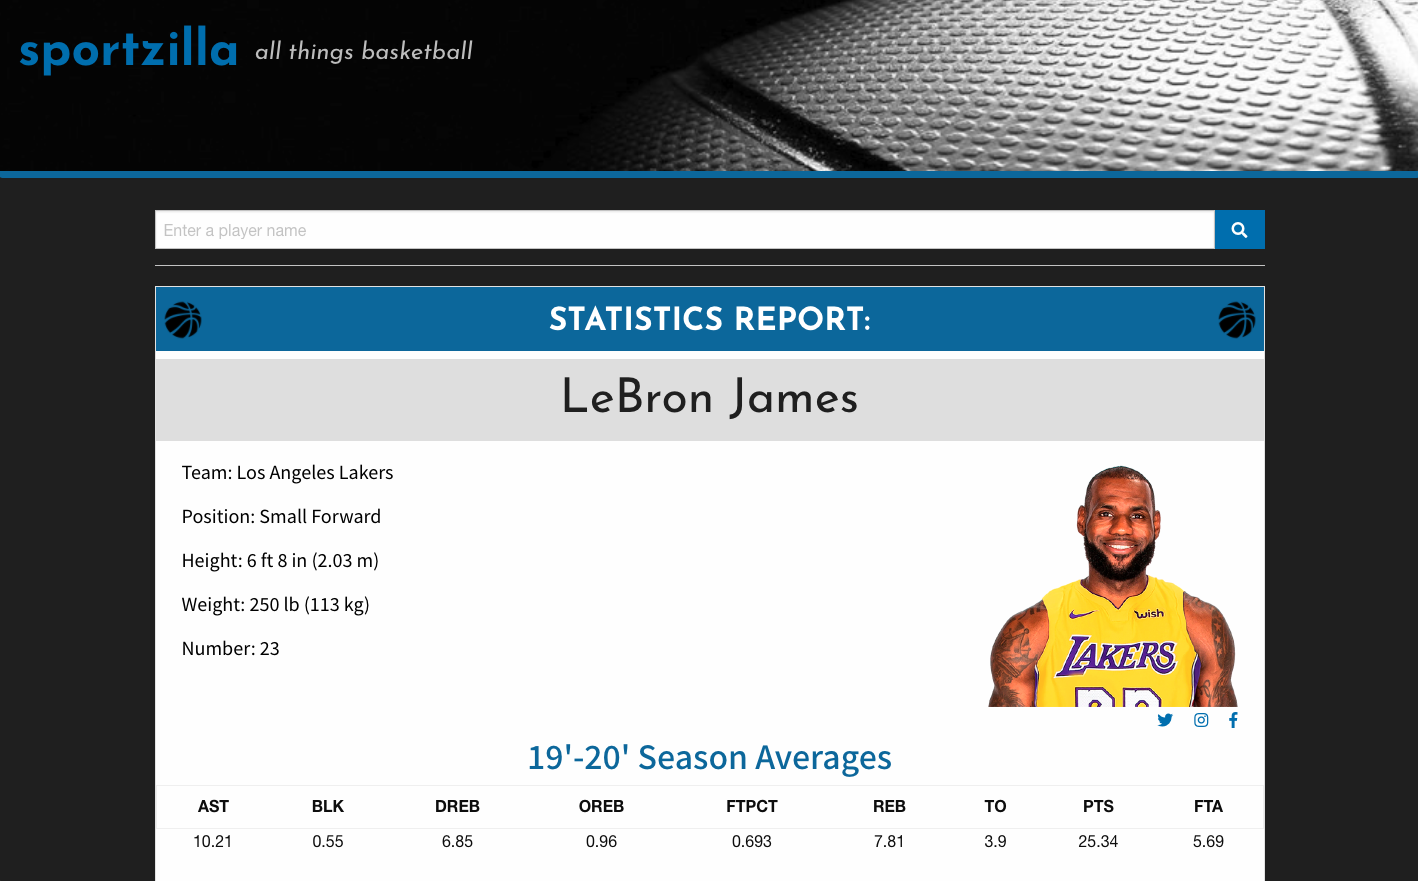 sportzilla all things basketball
Enter a player name
STATISTICS REPORT:
LeBron James
Team: Los Angeles Lakers
Position: Small Forward
Height: 6 ft 8 in (2.03 m)
Weight: 250 lb (113 kg)
Number: 23
wish
LAKERS
19'-20' Season Averages
AST BLK DREB OREB FTPCT REB TO PTS FTA
10.21 0.55 6.85 0.96 0.693 7.81 3.9 25.34 5.69